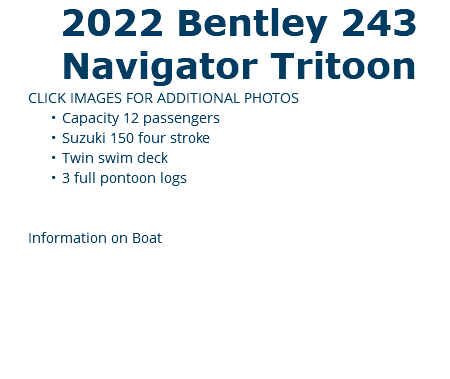 2022 Bentley 243
Navigator Tritoon
CLICK IMAGES FOR ADDITIONAL PHOTOS
• Capacity 12 passengers
• Suzuki 150 four stroke
• Twin swim deck
• 3 full pontoon logs
Information on Boat